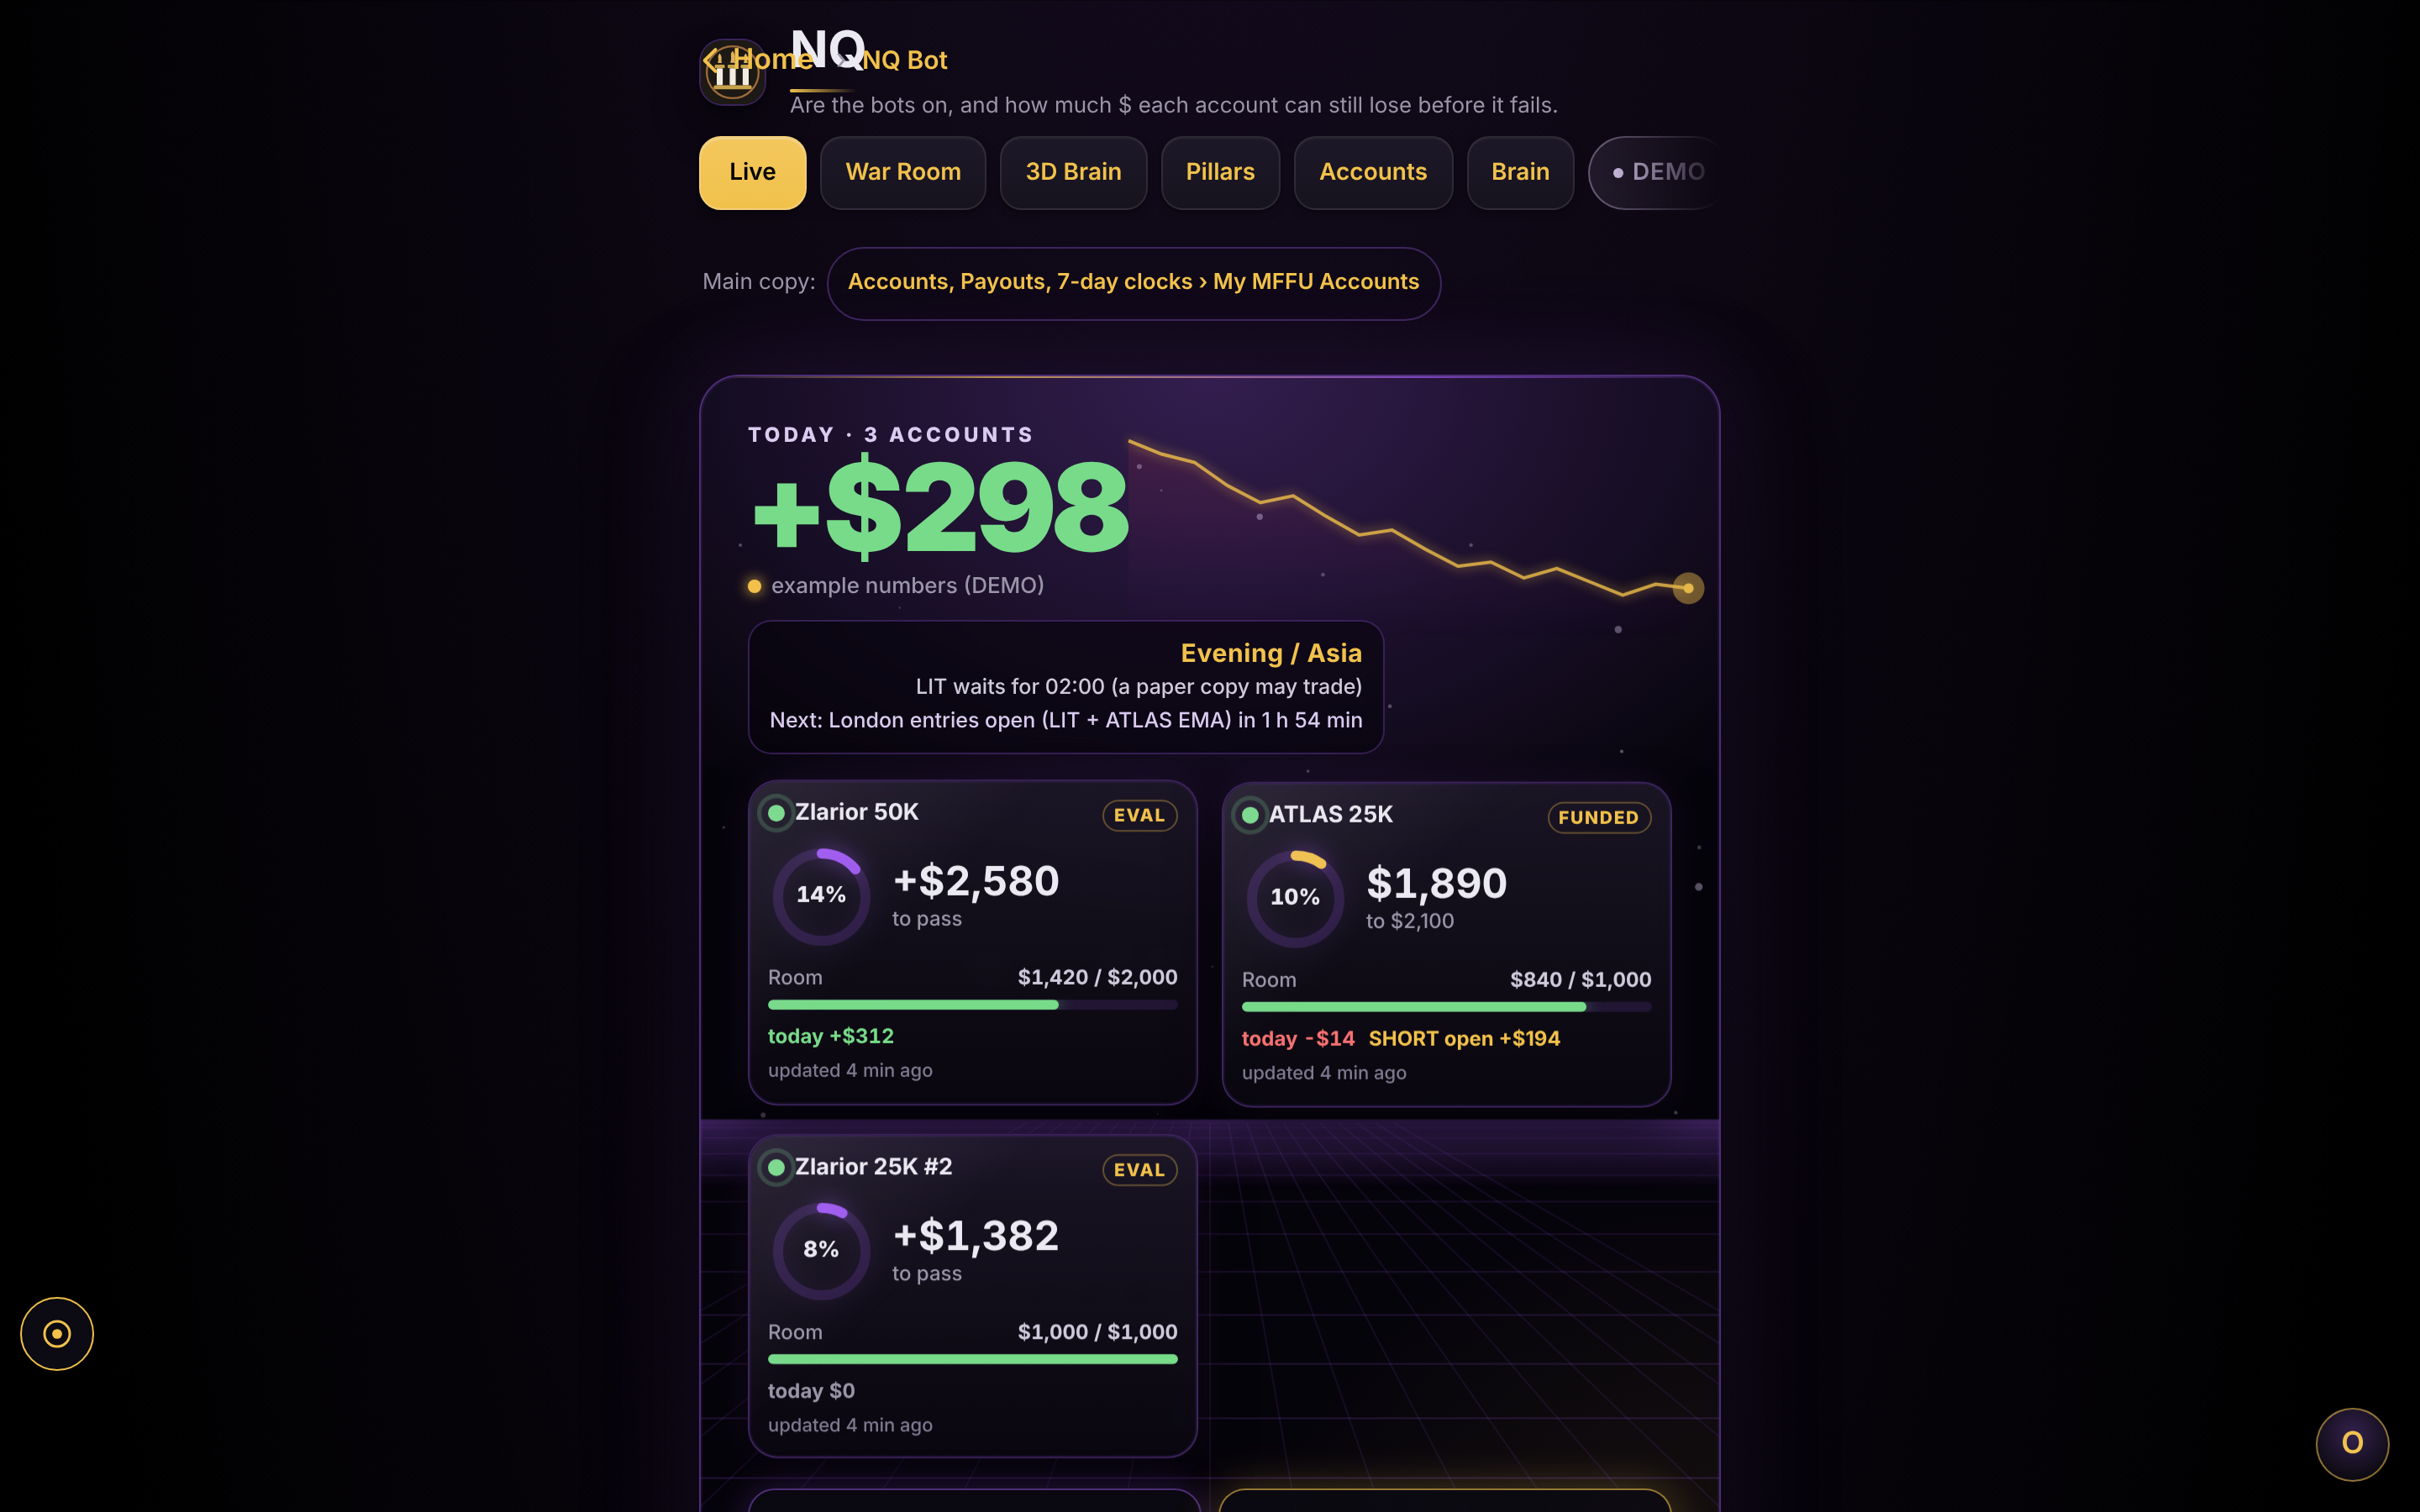 Home › NQ Bot
NQ
Are the bots on, and how much $ each account can still lose before it fails.
Live War Room 3D Brain Pillars Accounts Brain • DEMO
Main copy: Accounts, Payouts, 7-day clocks › My MFFU Accounts
TODAY · 3 ACCOUNTS
+$298
example numbers (DEMO)
Evening / Asia
LIT waits for 02:00 (a paper copy may trade)
Next: London entries open (LIT + ATLAS EMA) in 1 h 54 min
Zlarior 50K EVAL
14% +$2,580
to pass
Room $1,420 / $2,000
today +$312
updated 4 min ago
ATLAS 25K FUNDED
10% $1,890
to $2,100
Room $840 / $1,000
today -$14 SHORT open +$194
updated 4 min ago
Zlarior 25K #2 EVAL
8% +$1,382
to pass
Room $1,000 / $1,000
today $0
updated 4 min ago
O